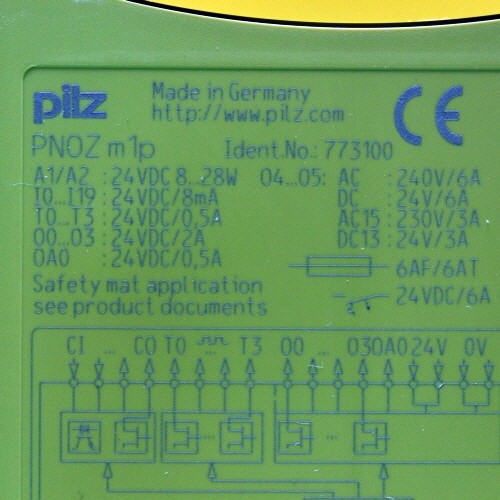 pilz
Made in Germany
http://www.pilz.com
CE
PNOZ m1p Ident.No.: 773100
A1/A2 : 24VDC 8...28W 04...05: AC : 240V/6A
I0...I19 : 24VDC/8mA DC : 24V/6A
T0...T3 : 24VDC/0,5A AC15 : 230V/3A
O0...03 : 24VDC/2A DC13 : 24V/3A
OA0 : 24VDC/0,5A
6AF/6AT
Safety mat application
see product documents
24VDC/6A
CI ... C0 T0 ... T3 O0 ... 03 OA0 24V 0V